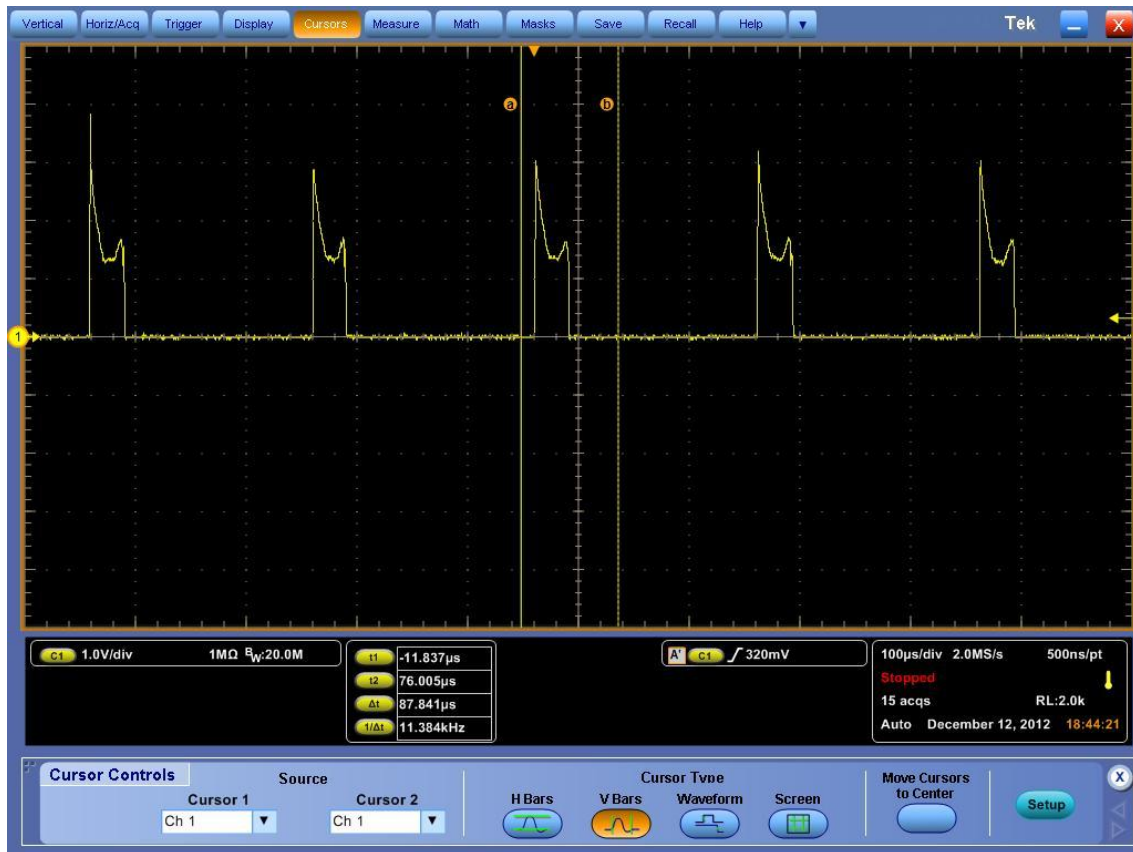 Vertical Horiz/Acq Trigger Display Cursors Measure Math Masks Save Recall Help ▼ Tek X
a b
1
C1 1.0V/div 1MΩ BW:20.0M
t1 -11.837µs
t2 76.005µs
Δt 87.841µs
1/Δt 11.384kHz
A' C1 320mV
100µs/div 2.0MS/s 500ns/pt
Stopped
15 acqs RL:2.0k
Auto December 12, 2012 18:44:21
Cursor Controls
Source
Cursor 1 Cursor 2
Ch 1 Ch 1
Cursor Type
H Bars V Bars Waveform Screen
Move Cursors
to Center
Setup
X